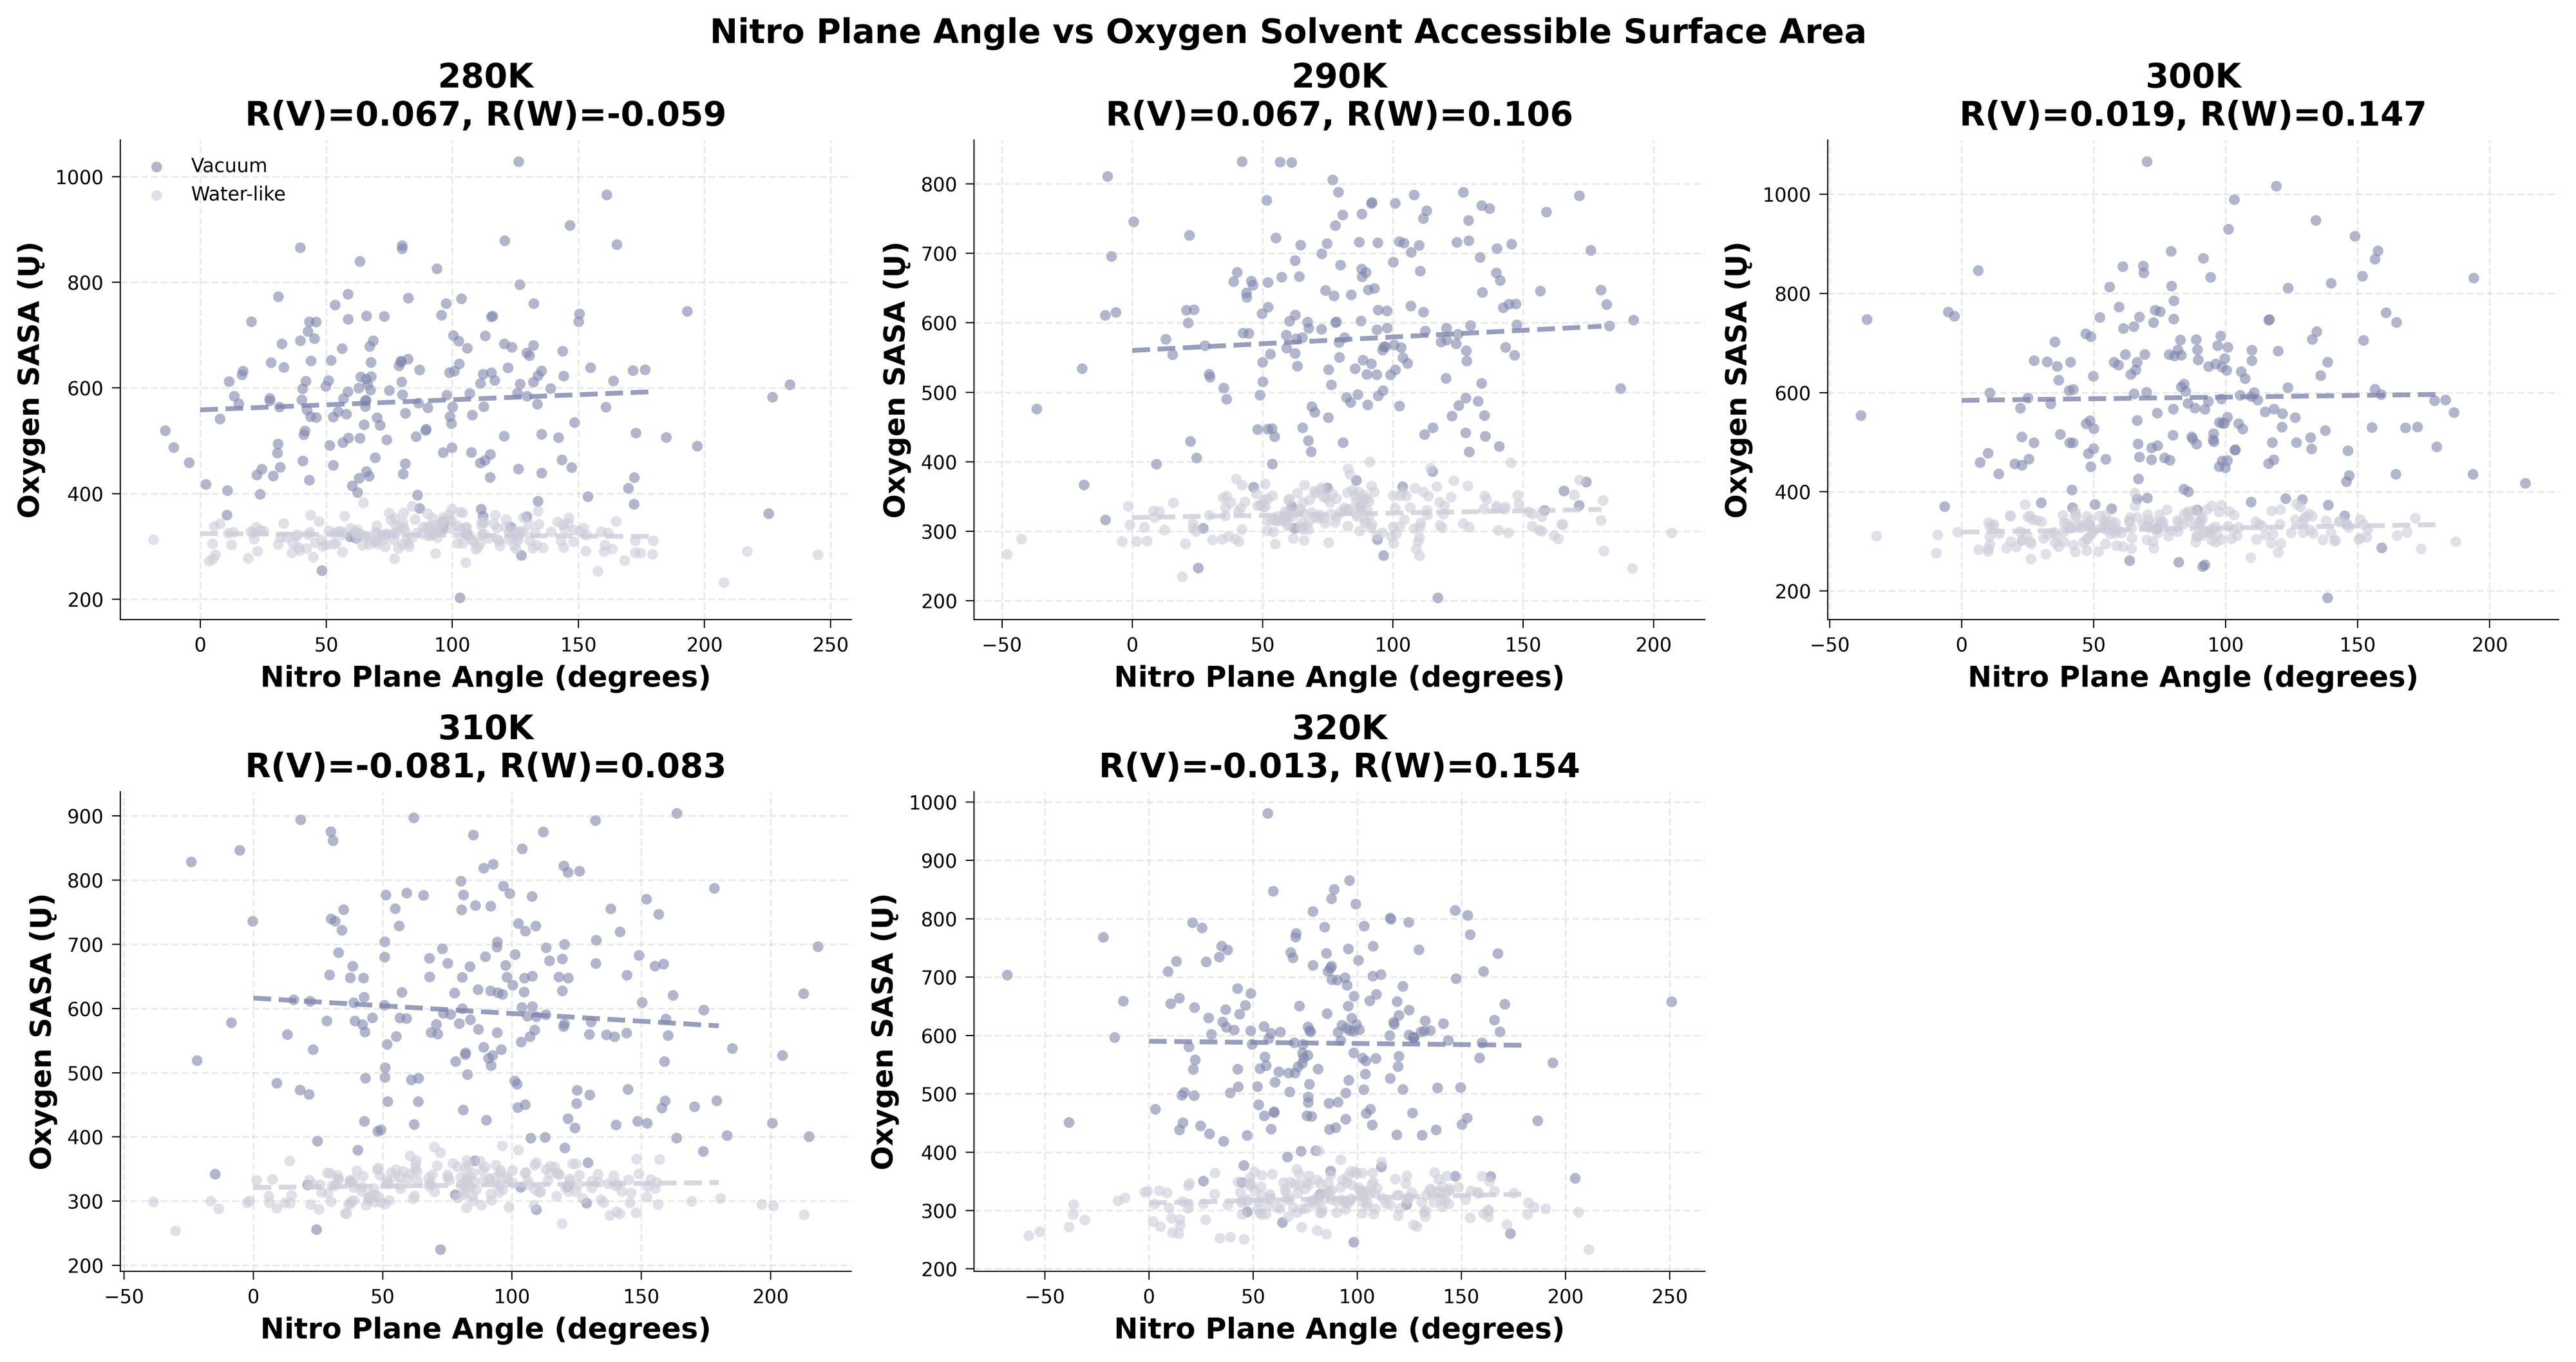 Nitro Plane Angle vs Oxygen Solvent Accessible Surface Area
280K
R(V)=0.067, R(W)=-0.059
Vacuum
Water-like
1000
800
600
400
200
Oxygen SASA (Ų)
0
50
100
150
200
250
Nitro Plane Angle (degrees)
290K
R(V)=0.067, R(W)=0.106
800
700
600
500
400
300
200
Oxygen SASA (Ų)
−50
0
50
100
150
200
Nitro Plane Angle (degrees)
300K
R(V)=0.019, R(W)=0.147
1000
800
600
400
200
Oxygen SASA (Ų)
−50
0
50
100
150
200
Nitro Plane Angle (degrees)
310K
R(V)=-0.081, R(W)=0.083
900
800
700
600
500
400
300
200
Oxygen SASA (Ų)
−50
0
50
100
150
200
Nitro Plane Angle (degrees)
320K
R(V)=-0.013, R(W)=0.154
1000
900
800
700
600
500
400
300
200
Oxygen SASA (Ų)
−50
0
50
100
150
200
250
Nitro Plane Angle (degrees)